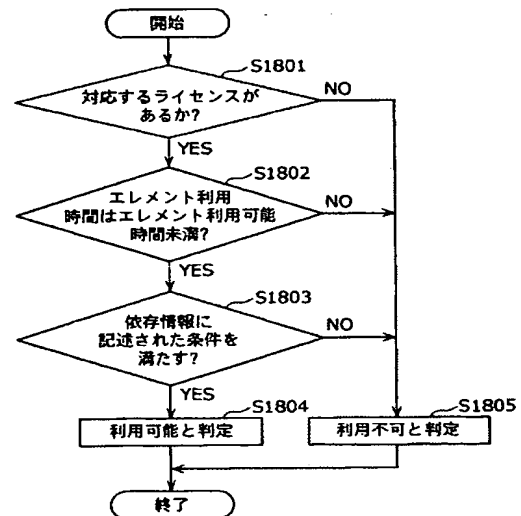 開始
S1801
対応するライセンスが
あるか?
NO
YES
S1802
エレメント利用
時間はエレメント利用可能
時間未満?
NO
YES
S1803
依存情報に
記述された条件を
満たす?
NO
YES
S1804
利用可能と判定
S1805
利用不可と判定
終了